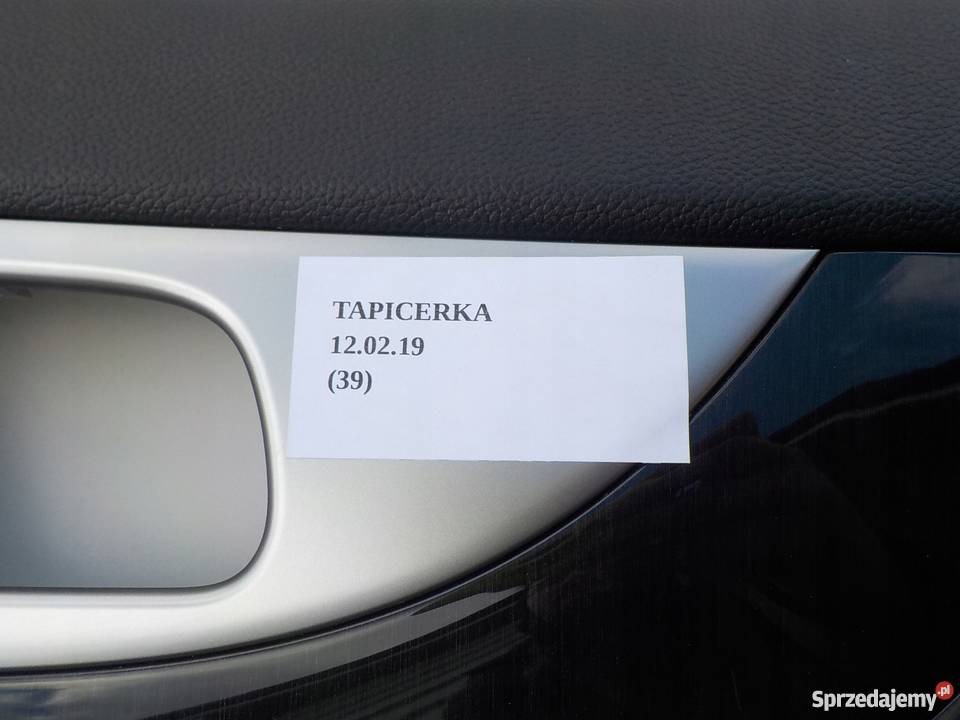 TAPICERKA
12.02.19
(39)
Sprzedajemy.pl